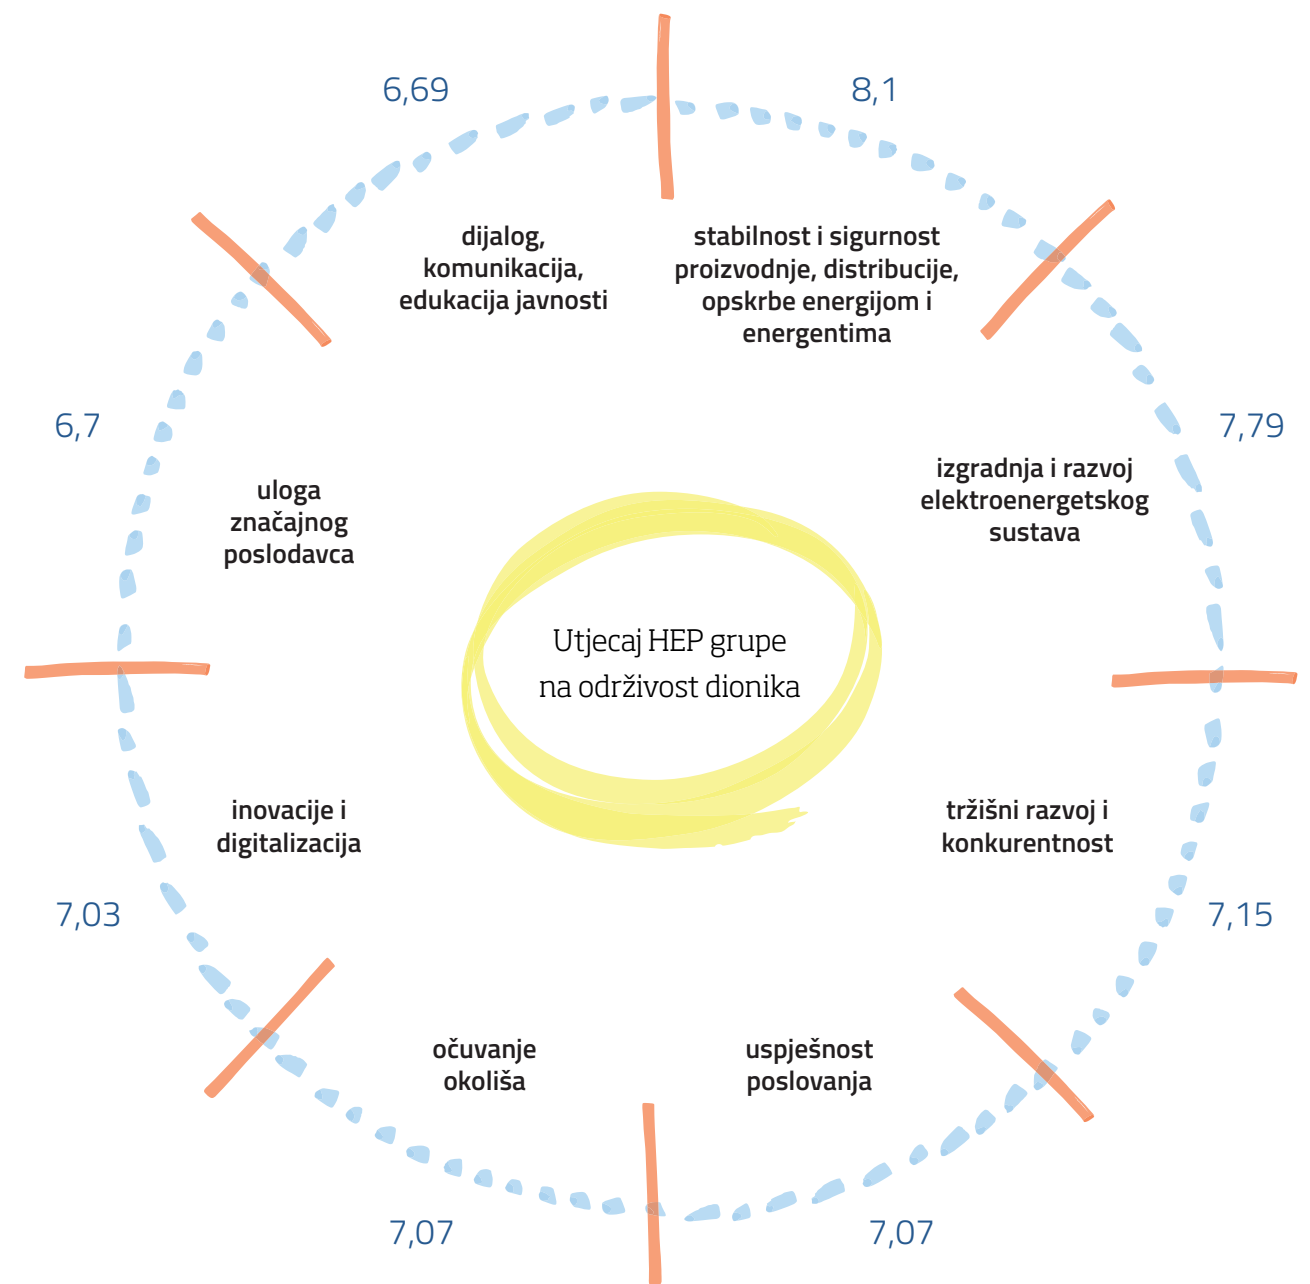 6,69
8,1
dijalog,
komunikacija,
edukacija javnosti
stabilnost i sigurnost
proizvodnje, distribucije,
opskrbe energijom i
energentima
6,7
7,79
uloga
značajnog
poslodavca
izgradnja i razvoj
elektroenergetskog
sustava
Utjecaj HEP grupe
na održivost dionika
inovacije i
digitalizacija
tržišni razvoj i
konkurentnost
7,03
7,15
očuvanje
okoliša
uspješnost
poslovanja
7,07
7,07